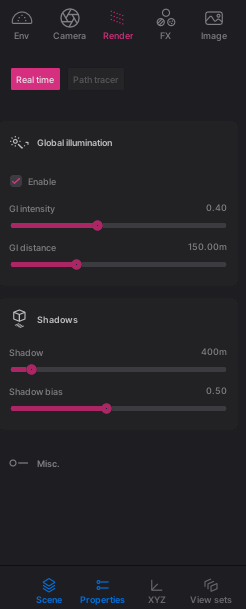 Env Camera Render FX Image
Real time Path tracer
Global illumination
Enable
GI intensity 0.40
GI distance 150.00m
Shadows
Shadow 400m
Shadow bias 0.50
Misc.
Scene Properties XYZ View sets